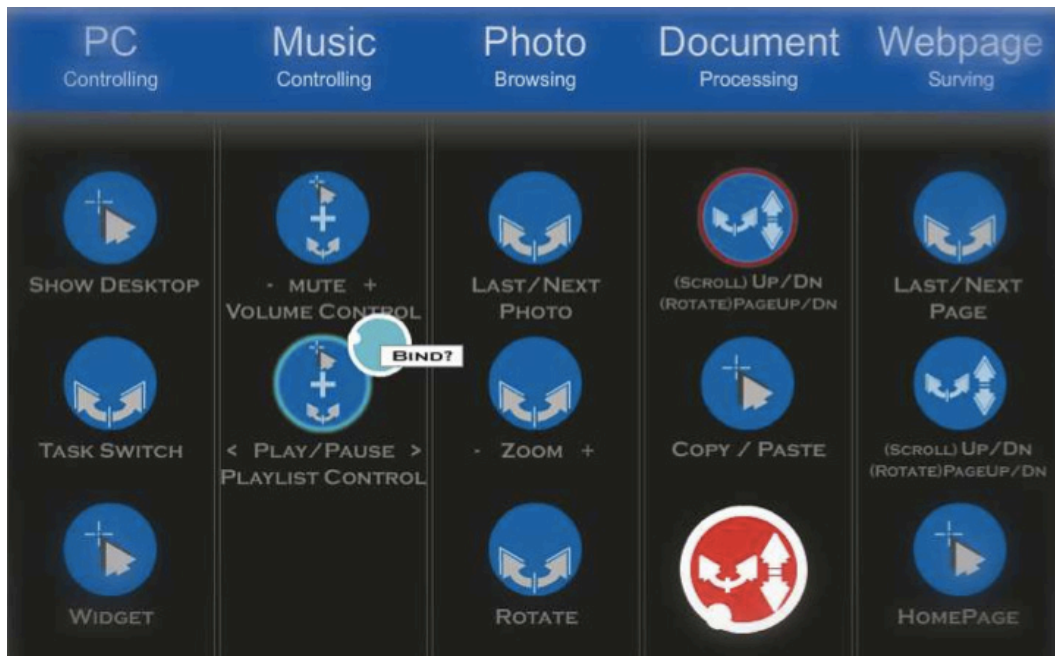 PC
Controlling
Music
Controlling
Photo
Browsing
Document
Processing
Webpage
Surving
SHOW DESKTOP
- MUTE +
VOLUME CONTROL
LAST/NEXT
PHOTO
(SCROLL) UP/DN
(ROTATE)PAGEUP/DN
LAST/NEXT
PAGE
BIND?
TASK SWITCH
< PLAY/PAUSE >
PLAYLIST CONTROL
- ZOOM +
COPY / PASTE
(SCROLL) UP/DN
(ROTATE)PAGEUP/DN
WIDGET
ROTATE
HOMEPAGE